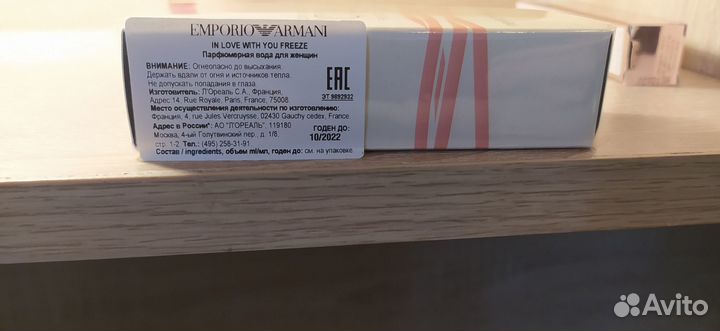 EMPORIO ARMANI
IN LOVE WITH YOU FREEZE
Парфюмерная вода для женщин
ВНИМАНИЕ: Огнеопасно до высыхания.
Держать вдали от огня и источников тепла.
Не допускать попадания в глаза.
Изготовитель: Л'Ореаль С.А., Франция,
Адрес 14, Rue Royale, Paris, France, 75008.
Место осуществления деятельности по изготовлению:
Франция, 4, rue Jules Vercruysse, 02430 Gauchy cedex, France
Адрес в России*: АО "Л'ОРЕАЛЬ", 119180
Москва, 4-ый Голутвинский пер., д. 1/8,
стр. 1-2 Тел.: (495) 258-31-91
Состав / ingredients, объем ml/мл, годен до: см. на упаковке.
EAC
ЭТ 9892932
ГОДЕН ДО:
10/2022
Avito